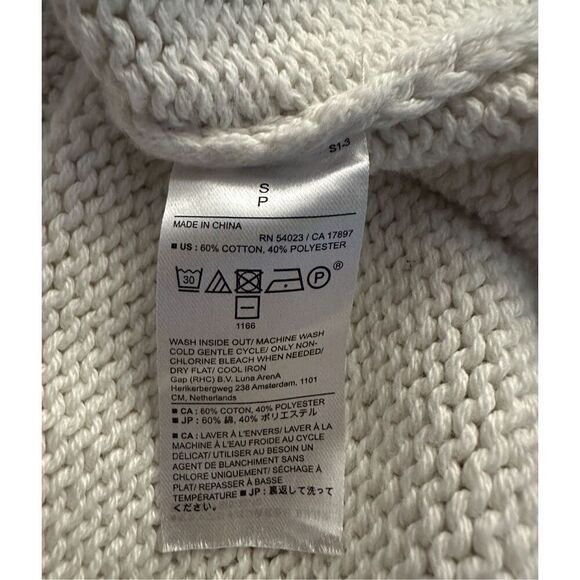 S1-3
S
P
MADE IN CHINA
RN 54023 / CA 17897
■ US : 60% COTTON, 40% POLYESTER
30
P®
1166
WASH INSIDE OUT/ MACHINE WASH
COLD GENTLE CYCLE/ ONLY NON-
CHLORINE BLEACH WHEN NEEDED/
DRY FLAT/ COOL IRON
Gap (RHC) B.V. Luna ArenA
Herikerbergweg 238 Amsterdam, 1101
CM, Netherlands
■ CA : 60% COTON, 40% POLYESTER
■ JP : 60% 綿, 40% ポリエステル
■ CA : LAVER À L'ENVERS/ LAVER À LA
MACHINE À L'EAU FROIDE AU CYCLE
DÉLICAT/ UTILISER AU BESOIN UN
AGENT DE BLANCHIMENT SANS
CHLORE UNIQUEMENT/ SÉCHAGE À
PLAT/ REPASSER À BASSE
TEMPÉRATURE ■ JP : 裏返して洗って
ください。